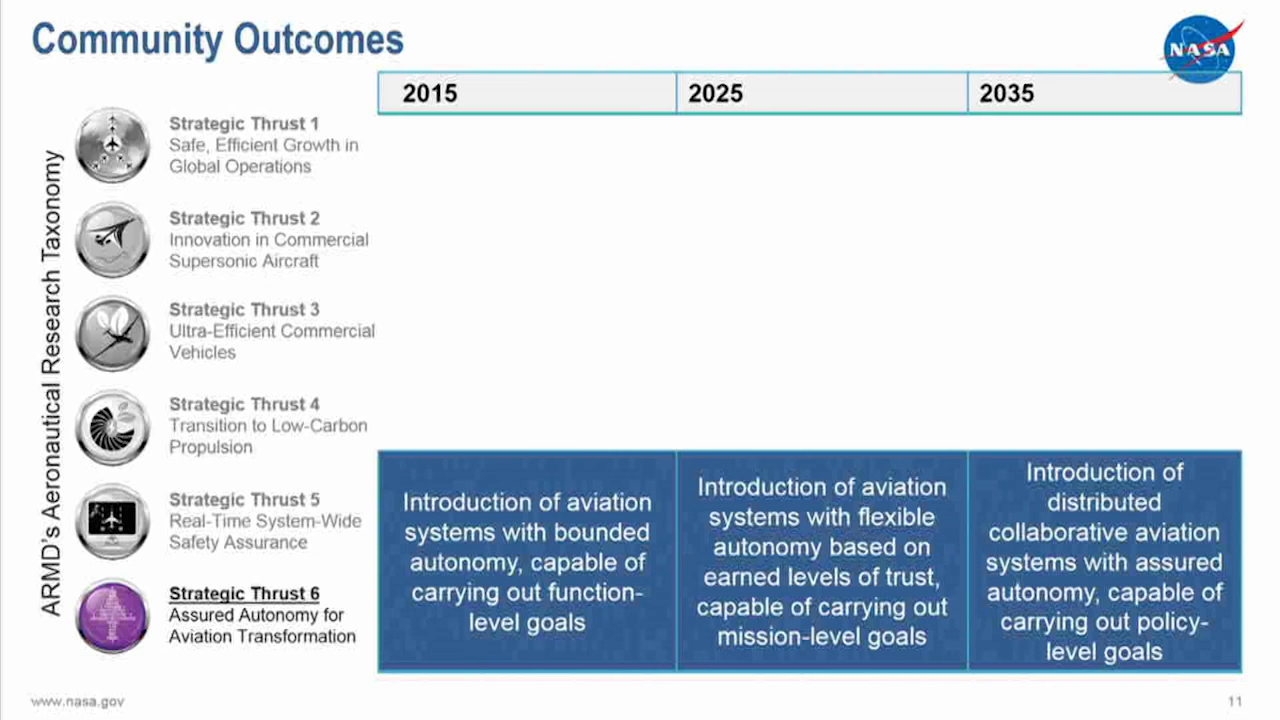 Community Outcomes
NASA
2015
2025
2035
ARMD's Aeronautical Research Taxonomy
Strategic Thrust 1
Safe, Efficient Growth in
Global Operations
Strategic Thrust 2
Innovation in Commercial
Supersonic Aircraft
Strategic Thrust 3
Ultra-Efficient Commercial
Vehicles
Strategic Thrust 4
Transition to Low-Carbon
Propulsion
Strategic Thrust 5
Real-Time System-Wide
Safety Assurance
Strategic Thrust 6
Assured Autonomy for
Aviation Transformation
Introduction of aviation
systems with bounded
autonomy, capable of
carrying out function-
level goals
Introduction of aviation
systems with flexible
autonomy based on
earned levels of trust,
capable of carrying out
mission-level goals
Introduction of
distributed
collaborative aviation
systems with assured
autonomy, capable of
carrying out policy-
level goals
www.nasa.gov
11